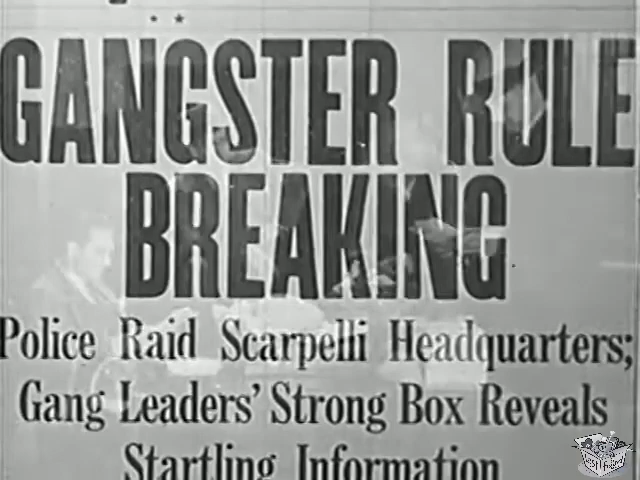 GANGSTER RULE
BREAKING
Police Raid Scarpelli Headquarters;
Gang Leaders' Strong Box Reveals
Startling Information